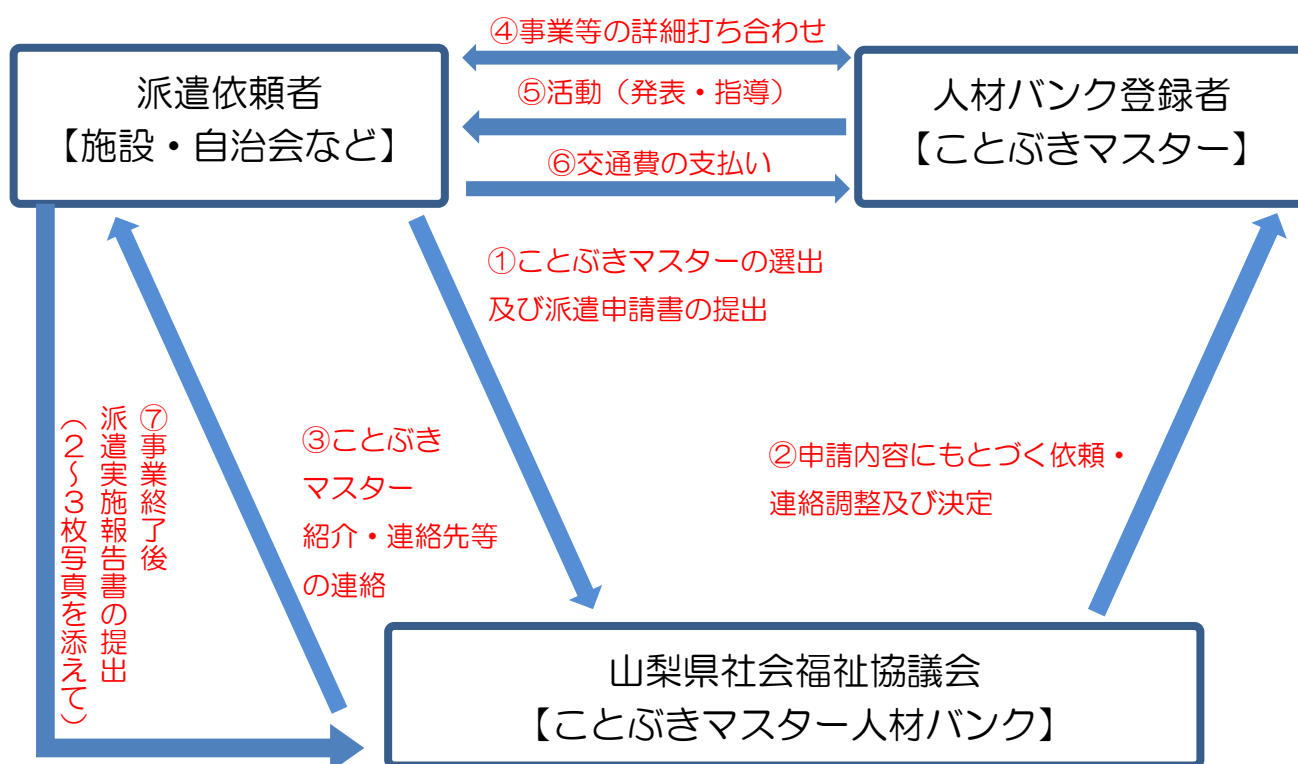 ④事業等の詳細打ち合わせ
派遣依頼者
【施設・自治会など】
⑤活動（発表・指導）
人材バンク登録者
【ことぶきマスター】
⑥交通費の支払い
①ことぶきマスターの選出
及び派遣申請書の提出
⑦事業終了後
派遣実施報告書の提出
（２～３枚写真を添えて）
③ことぶき
マスター
紹介・連絡先等
の連絡
②申請内容にもとづく依頼・
連絡調整及び決定
山梨県社会福祉協議会
【ことぶきマスター人材バンク】